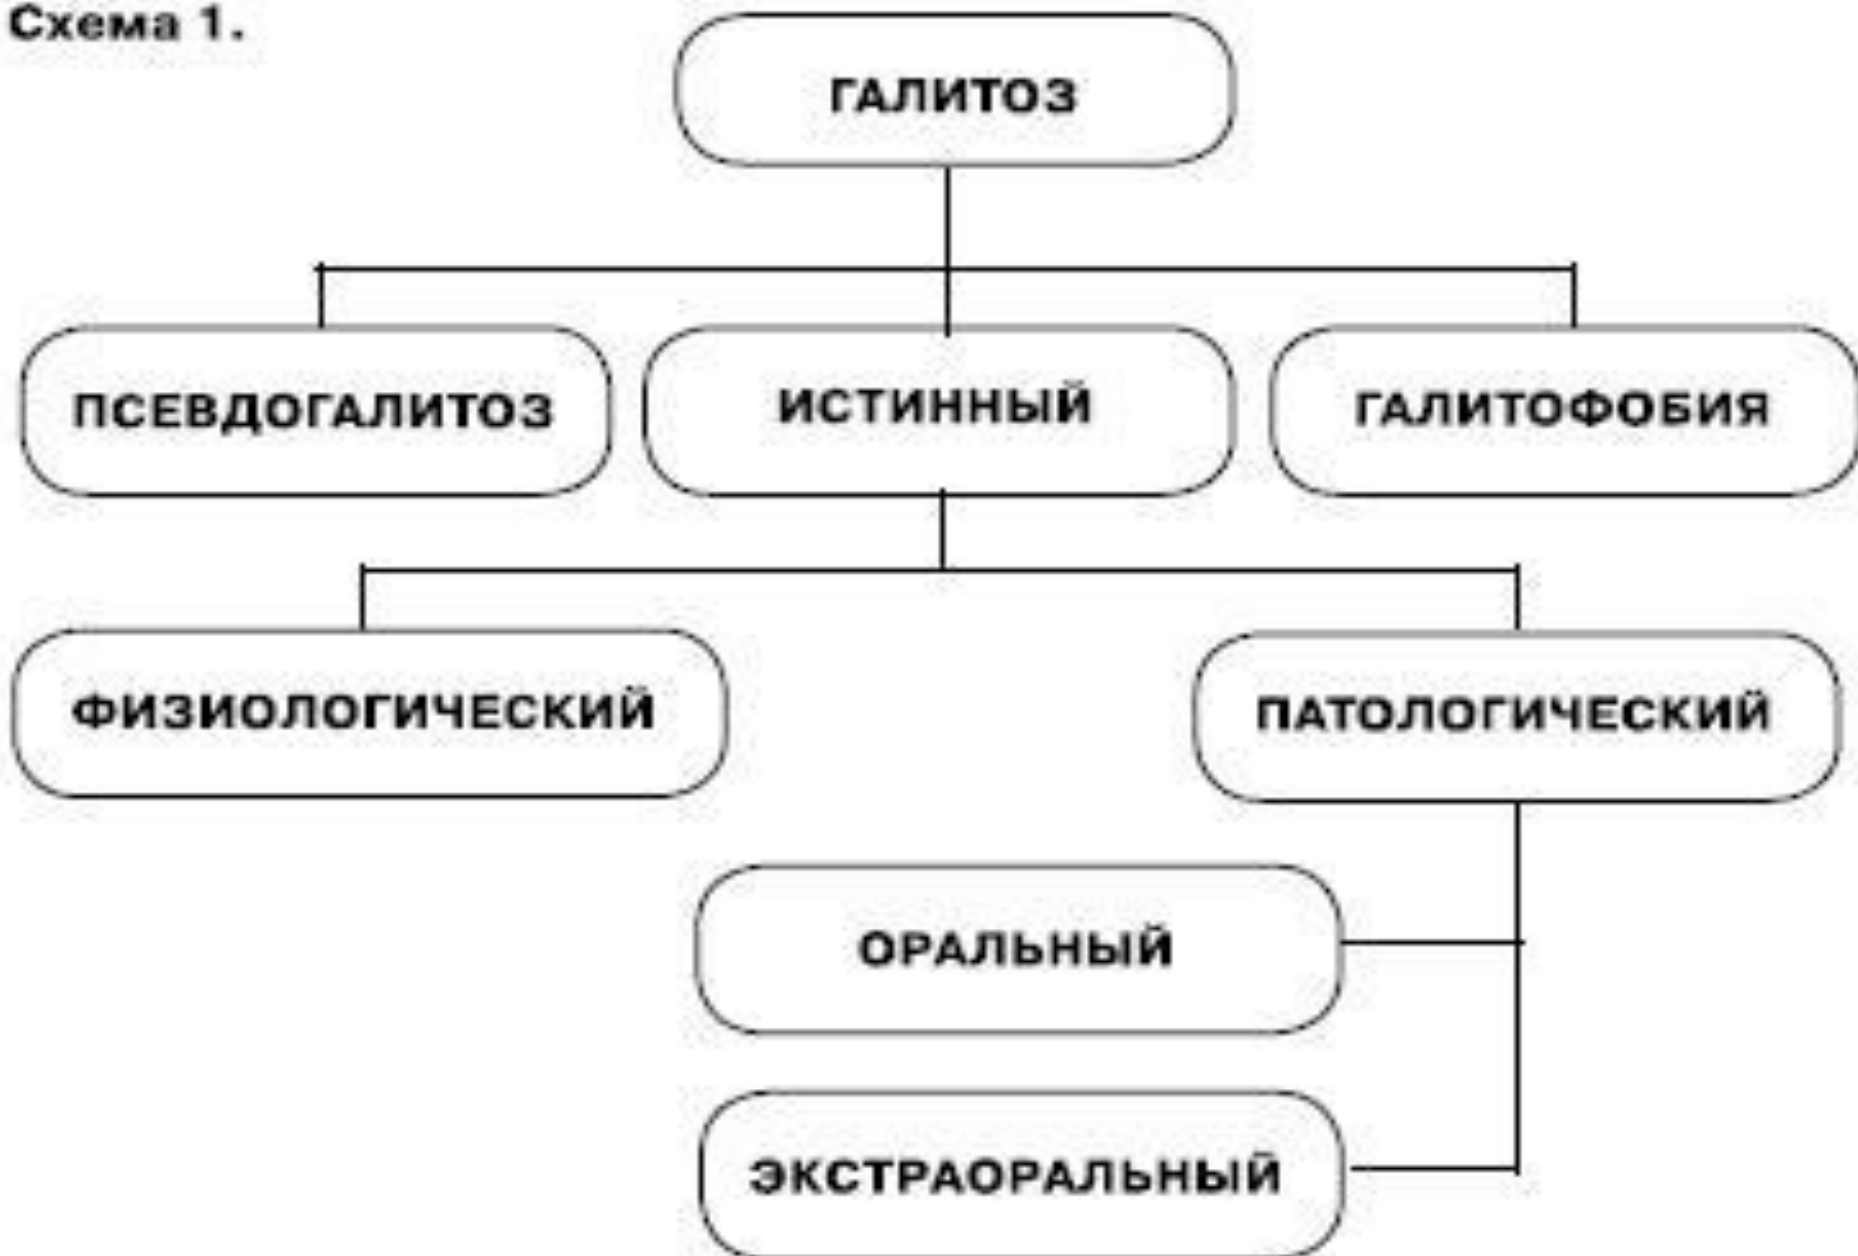 Схема 1.
ГАЛИТОЗ
ПСЕВДОГАЛИТОЗ
ИСТИННЫЙ
ГАЛИТОФОБИЯ
ФИЗИОЛОГИЧЕСКИЙ
ПАТОЛОГИЧЕСКИЙ
ОРАЛЬНЫЙ
ЭКСТРАОРАЛЬНЫЙ